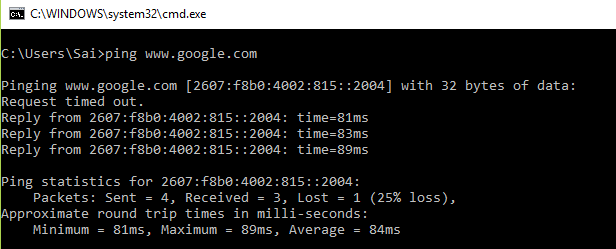 C:\WINDOWS\system32\cmd.exe
C:\Users\Sai>ping www.google.com
Pinging www.google.com [2607:f8b0:4002:815::2004] with 32 bytes of data:
Request timed out.
Reply from 2607:f8b0:4002:815::2004: time=81ms
Reply from 2607:f8b0:4002:815::2004: time=83ms
Reply from 2607:f8b0:4002:815::2004: time=89ms
Ping statistics for 2607:f8b0:4002:815::2004:
    Packets: Sent = 4, Received = 3, Lost = 1 (25% loss),
Approximate round trip times in milli-seconds:
    Minimum = 81ms, Maximum = 89ms, Average = 84ms